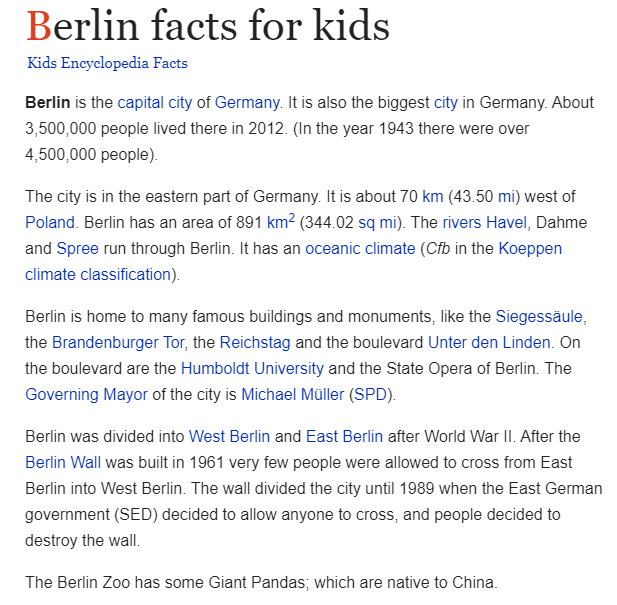 Berlin facts for kids
Kids Encyclopedia Facts
Berlin is the capital city of Germany. It is also the biggest city in Germany. About
3,500,000 people lived there in 2012. (In the year 1943 there were over
4,500,000 people).
The city is in the eastern part of Germany. It is about 70 km (43.50 mi) west of
Poland. Berlin has an area of 891 km² (344.02 sq mi). The rivers Havel, Dahme
and Spree run through Berlin. It has an oceanic climate (Cfb in the Koeppen
climate classification).
Berlin is home to many famous buildings and monuments, like the Siegessäule,
the Brandenburger Tor, the Reichstag and the boulevard Unter den Linden. On
the boulevard are the Humboldt University and the State Opera of Berlin. The
Governing Mayor of the city is Michael Müller (SPD).
Berlin was divided into West Berlin and East Berlin after World War II. After the
Berlin Wall was built in 1961 very few people were allowed to cross from East
Berlin into West Berlin. The wall divided the city until 1989 when the East German
government (SED) decided to allow anyone to cross, and people decided to
destroy the wall.
The Berlin Zoo has some Giant Pandas; which are native to China.